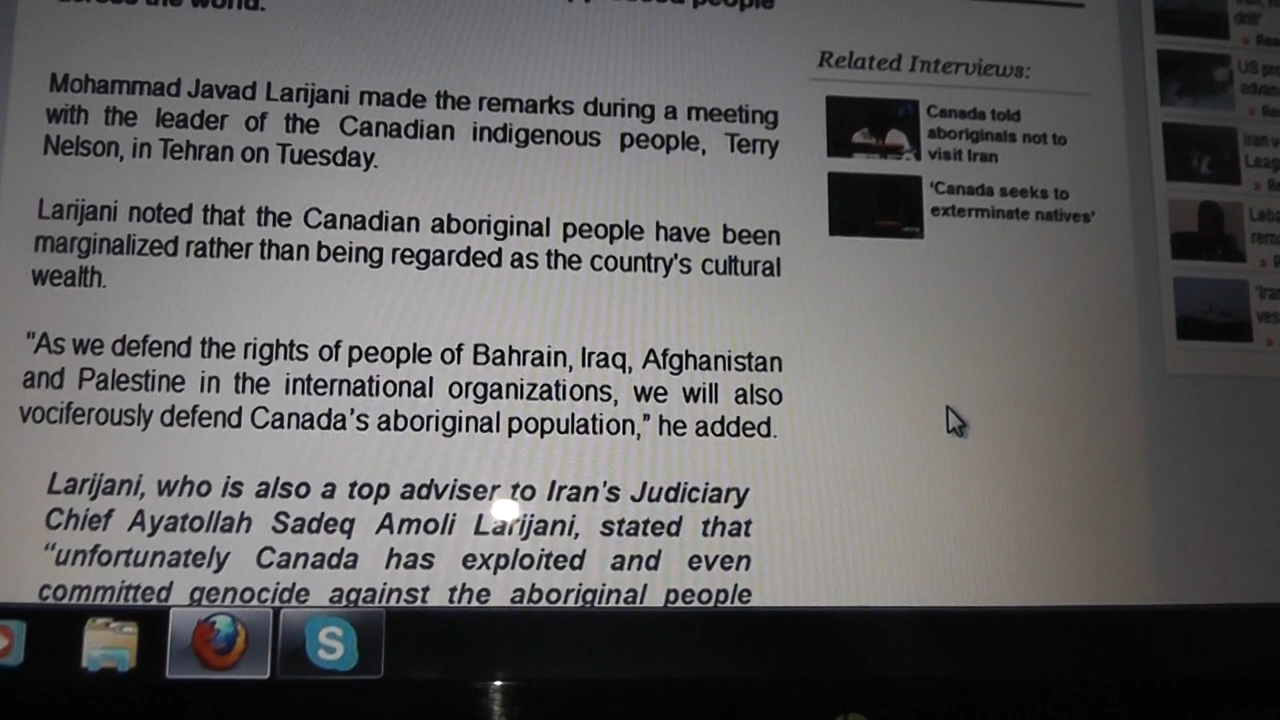 people
Mohammad Javad Larijani made the remarks during a meeting
with the leader of the Canadian indigenous people, Terry
Nelson, in Tehran on Tuesday.
Larijani noted that the Canadian aboriginal people have been
marginalized rather than being regarded as the country's cultural
wealth.
"As we defend the rights of people of Bahrain, Iraq, Afghanistan
and Palestine in the international organizations, we will also
vociferously defend Canada's aboriginal population," he added.
Larijani, who is also a top adviser to Iran's Judiciary
Chief Ayatollah Sadeq Amoli Larijani, stated that
“unfortunately Canada has exploited and even
committed genocide against the aboriginal people
Related Interviews:
Canada told
aboriginals not to
visit Iran
'Canada seeks to
exterminate natives'
US
Iran
S